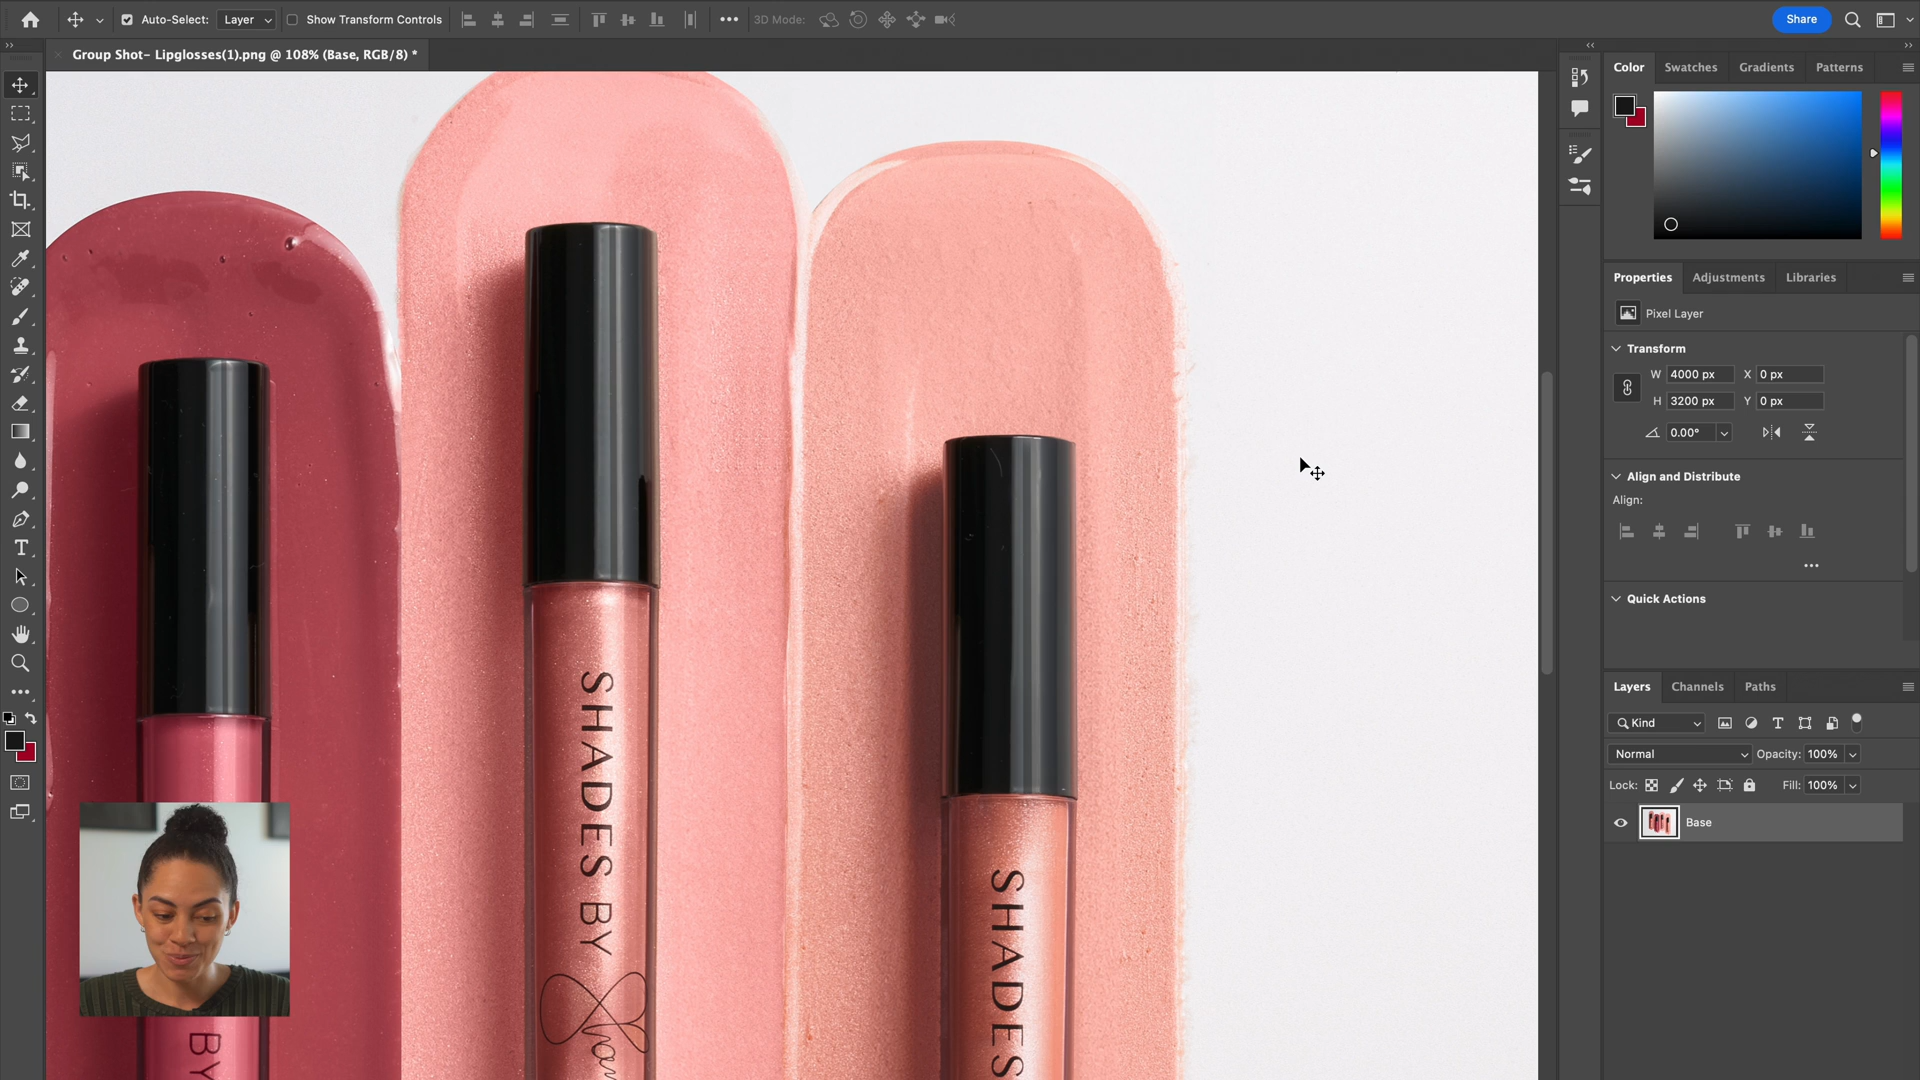 Auto-Select:
Layer
Show Transform Controls
3D Mode:
Share
Group Shot- Lipglosses(1).png @ 108% (Base, RGB/8) *
Color
Swatches
Gradients
Patterns
Properties
Adjustments
Libraries
Pixel Layer
Transform
W 4000 px X 0 px
H 3200 px Y 0 px
0.00°
Align and Distribute
Align:
Quick Actions
Layers
Channels
Paths
Kind
Normal
Opacity: 100%
Lock:
Fill: 100%
Base
BY
SHADES BY
SHADES